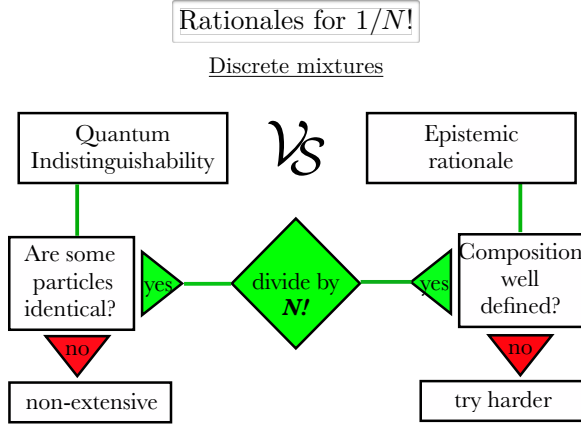 Rationales for 1/N!
Discrete mixtures
Quantum
Indistinguishability
VS
Epistemic
rationale
Are some
particles
identical?
yes
divide by
N!
yes
Composition
well
defined?
no
no
non-extensive
try harder